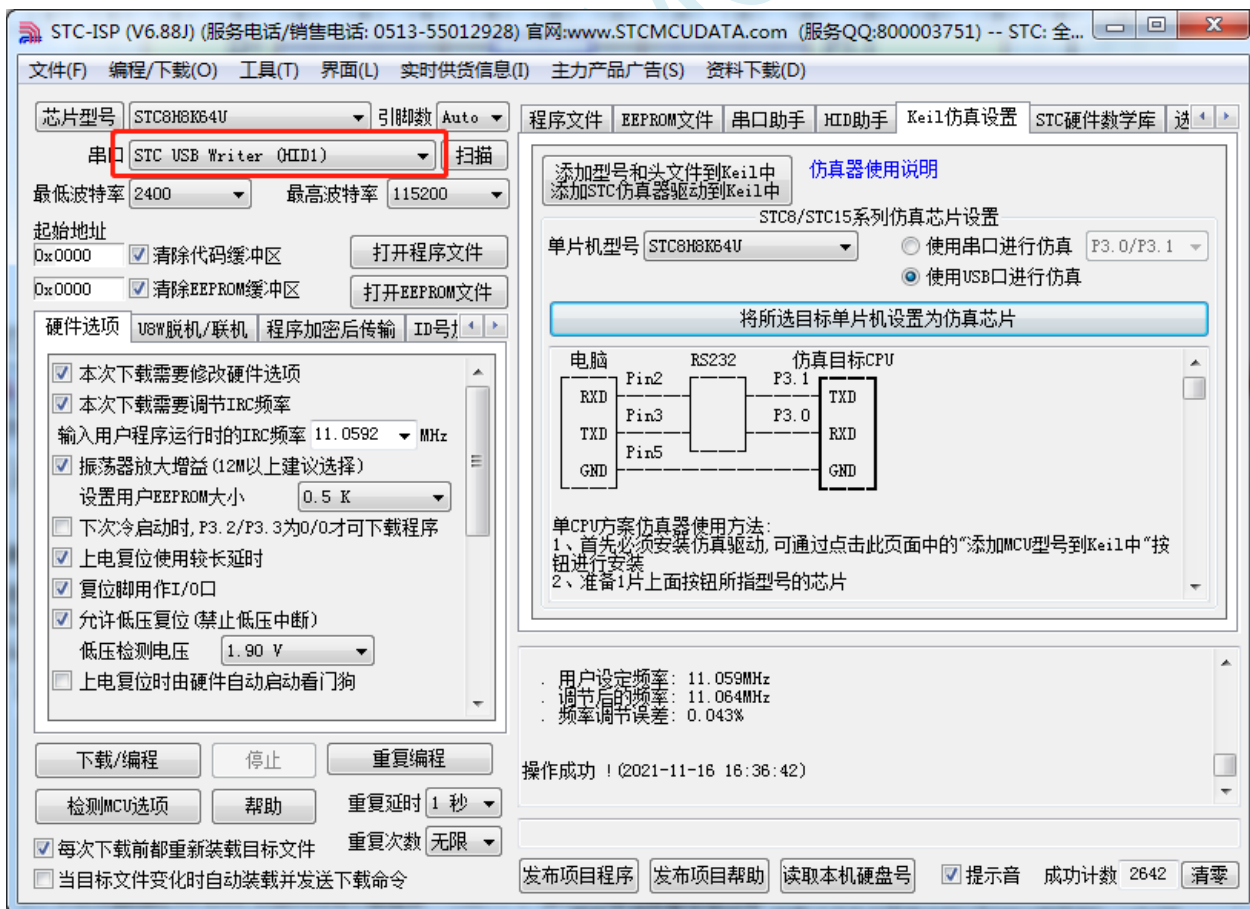 STC-ISP (V6.88J) (服务电话/销售电话: 0513-55012928) 官网:www.STCMCUDATA.com (服务QQ:800003751) -- STC: 全...
文件(F) 编程/下载(O) 工具(T) 界面(L) 实时供货信息(I) 主力产品广告(S) 资料下载(D)
芯片型号 STC8H8K64U 引脚数 Auto
串口 STC USB Writer (HID1) 扫描
最低波特率 2400 最高波特率 115200
起始地址
0x0000 清除代码缓冲区 打开程序文件
0x0000 清除EEPROM缓冲区 打开EEPROM文件
硬件选项 U8W脱机/联机 程序加密后传输
本次下载需要修改硬件选项
本次下载需要调节IRC频率
输入用户程序运行时的IRC频率 11.0592 MHz
振荡器放大增益(12M以上建议选择)
设置用户EEPROM大小 0.5 K
下次冷启动时,P3.2/P3.3为0/0才可下载程序
上电复位使用较长延时
复位脚用作I/O口
允许低压复位(禁止低压中断)
低压检测电压 1.90 V
上电复位时由硬件自动启动看门狗
下载/编程 停止 重复编程
检测MCU选项 帮助 重复延时 1 秒
每次下载前都重新装载目标文件 重复次数 无限
当目标文件变化时自动装载并发送下载命令
程序文件 EEPROM文件 串口助手 HID助手 Keil仿真设置 STC硬件数学库 选
添加型号和头文件到Keil中 仿真器使用说明
添加STC仿真器驱动到Keil中
STC8/STC15系列仿真芯片设置
单片机型号 STC8H8K64U 使用串口进行仿真 P3.0/P3.1
使用USB口进行仿真
将所选目标单片机设置为仿真芯片
电脑 RS232 仿真目标CPU
Pin2 P3.1
RXD TXD
Pin3 P3.0
TXD RXD
Pin5
GND GND
单CPU方案仿真器使用方法:
1、首先必须安装仿真驱动,可通过点击此页面中的“添加MCU型号到Keil中”按
钮进行安装
2、准备1片上面按钮所指型号的芯片
. 用户设定频率: 11.059MHz
. 调节后的频率: 11.064MHz
. 频率调节误差: 0.043%
操作成功 !(2021-11-16 16:36:42)
发布项目程序 发布项目帮助 读取本机硬盘号 提示音 成功计数 2642 清零